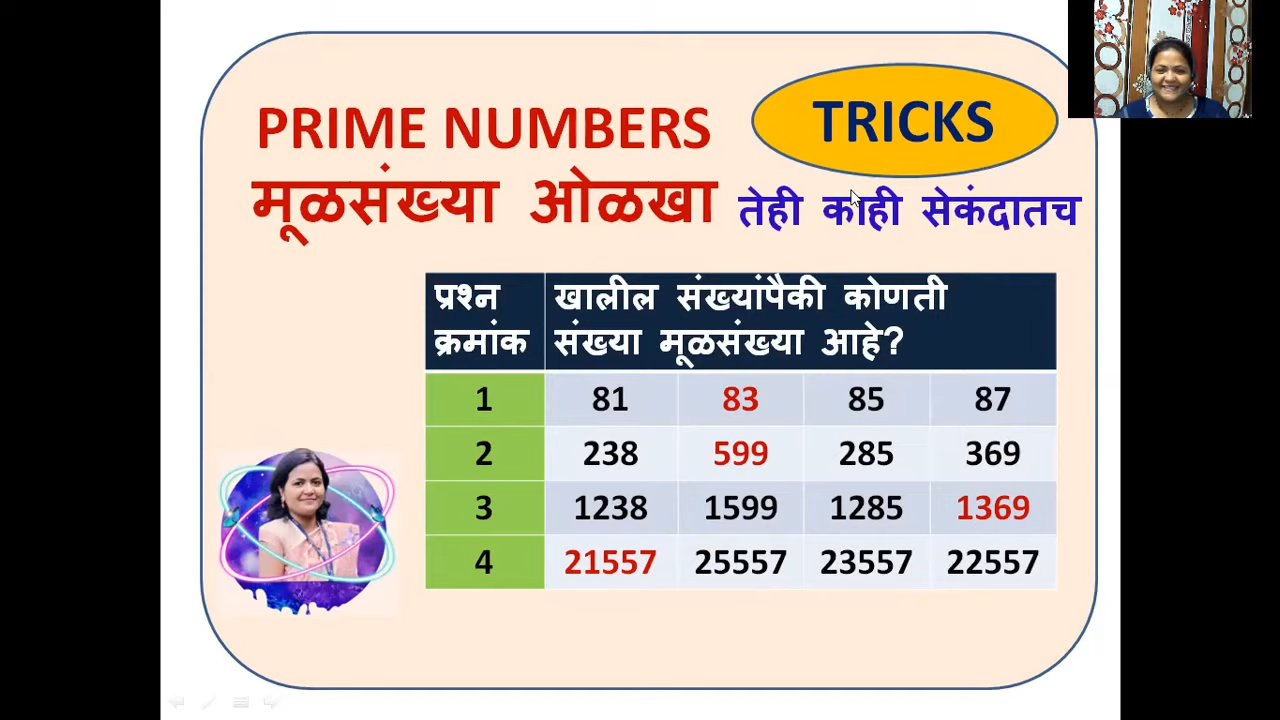 PRIME NUMBERS
TRICKS
मूळसंख्या ओळखा तेही काही सेकंदातच
प्रश्न क्रमांक खालील संख्यांपैकी कोणती संख्या मूळसंख्या आहे?
1 81 83 85 87
2 238 599 285 369
3 1238 1599 1285 1369
4 21557 25557 23557 22557